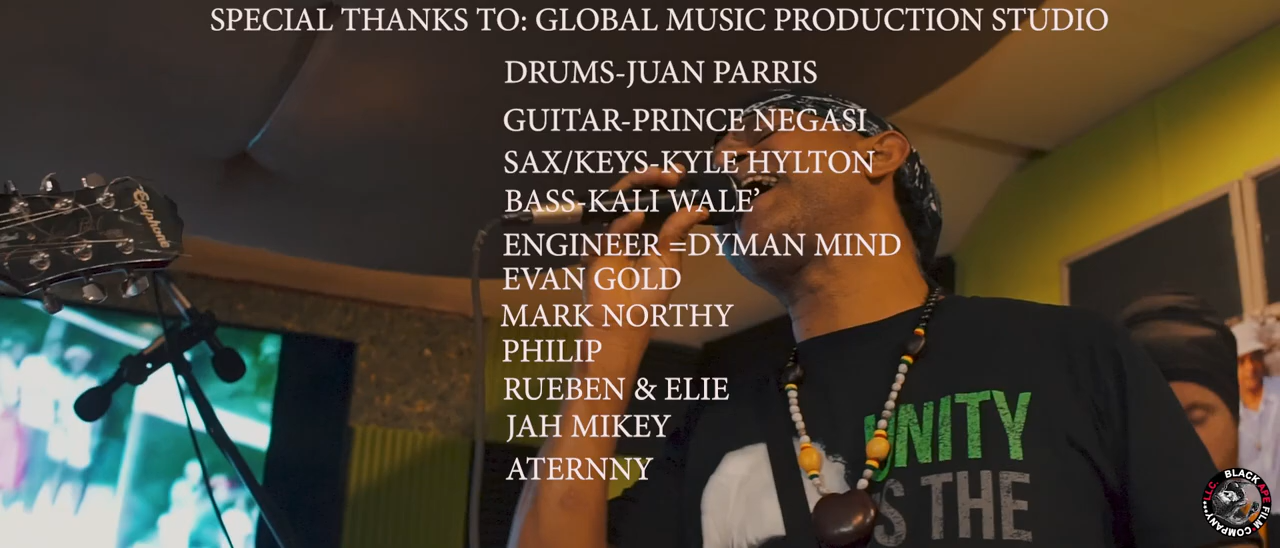 SPECIAL THANKS TO: GLOBAL MUSIC PRODUCTION STUDIO
DRUMS-JUAN PARRIS
GUITAR-PRINCE NEGASI
SAX/KEYS-KYLE HYLTON
BASS-KALI WALE'
ENGINEER =DYMAN MIND
EVAN GOLD
MARK NORTHY
PHILIP
RUEBEN & ELIE
JAH MIKEY
ATERNNY
Epiphone
UNITY
IS THE
BLACK APE FILM COMPANY***LLC.